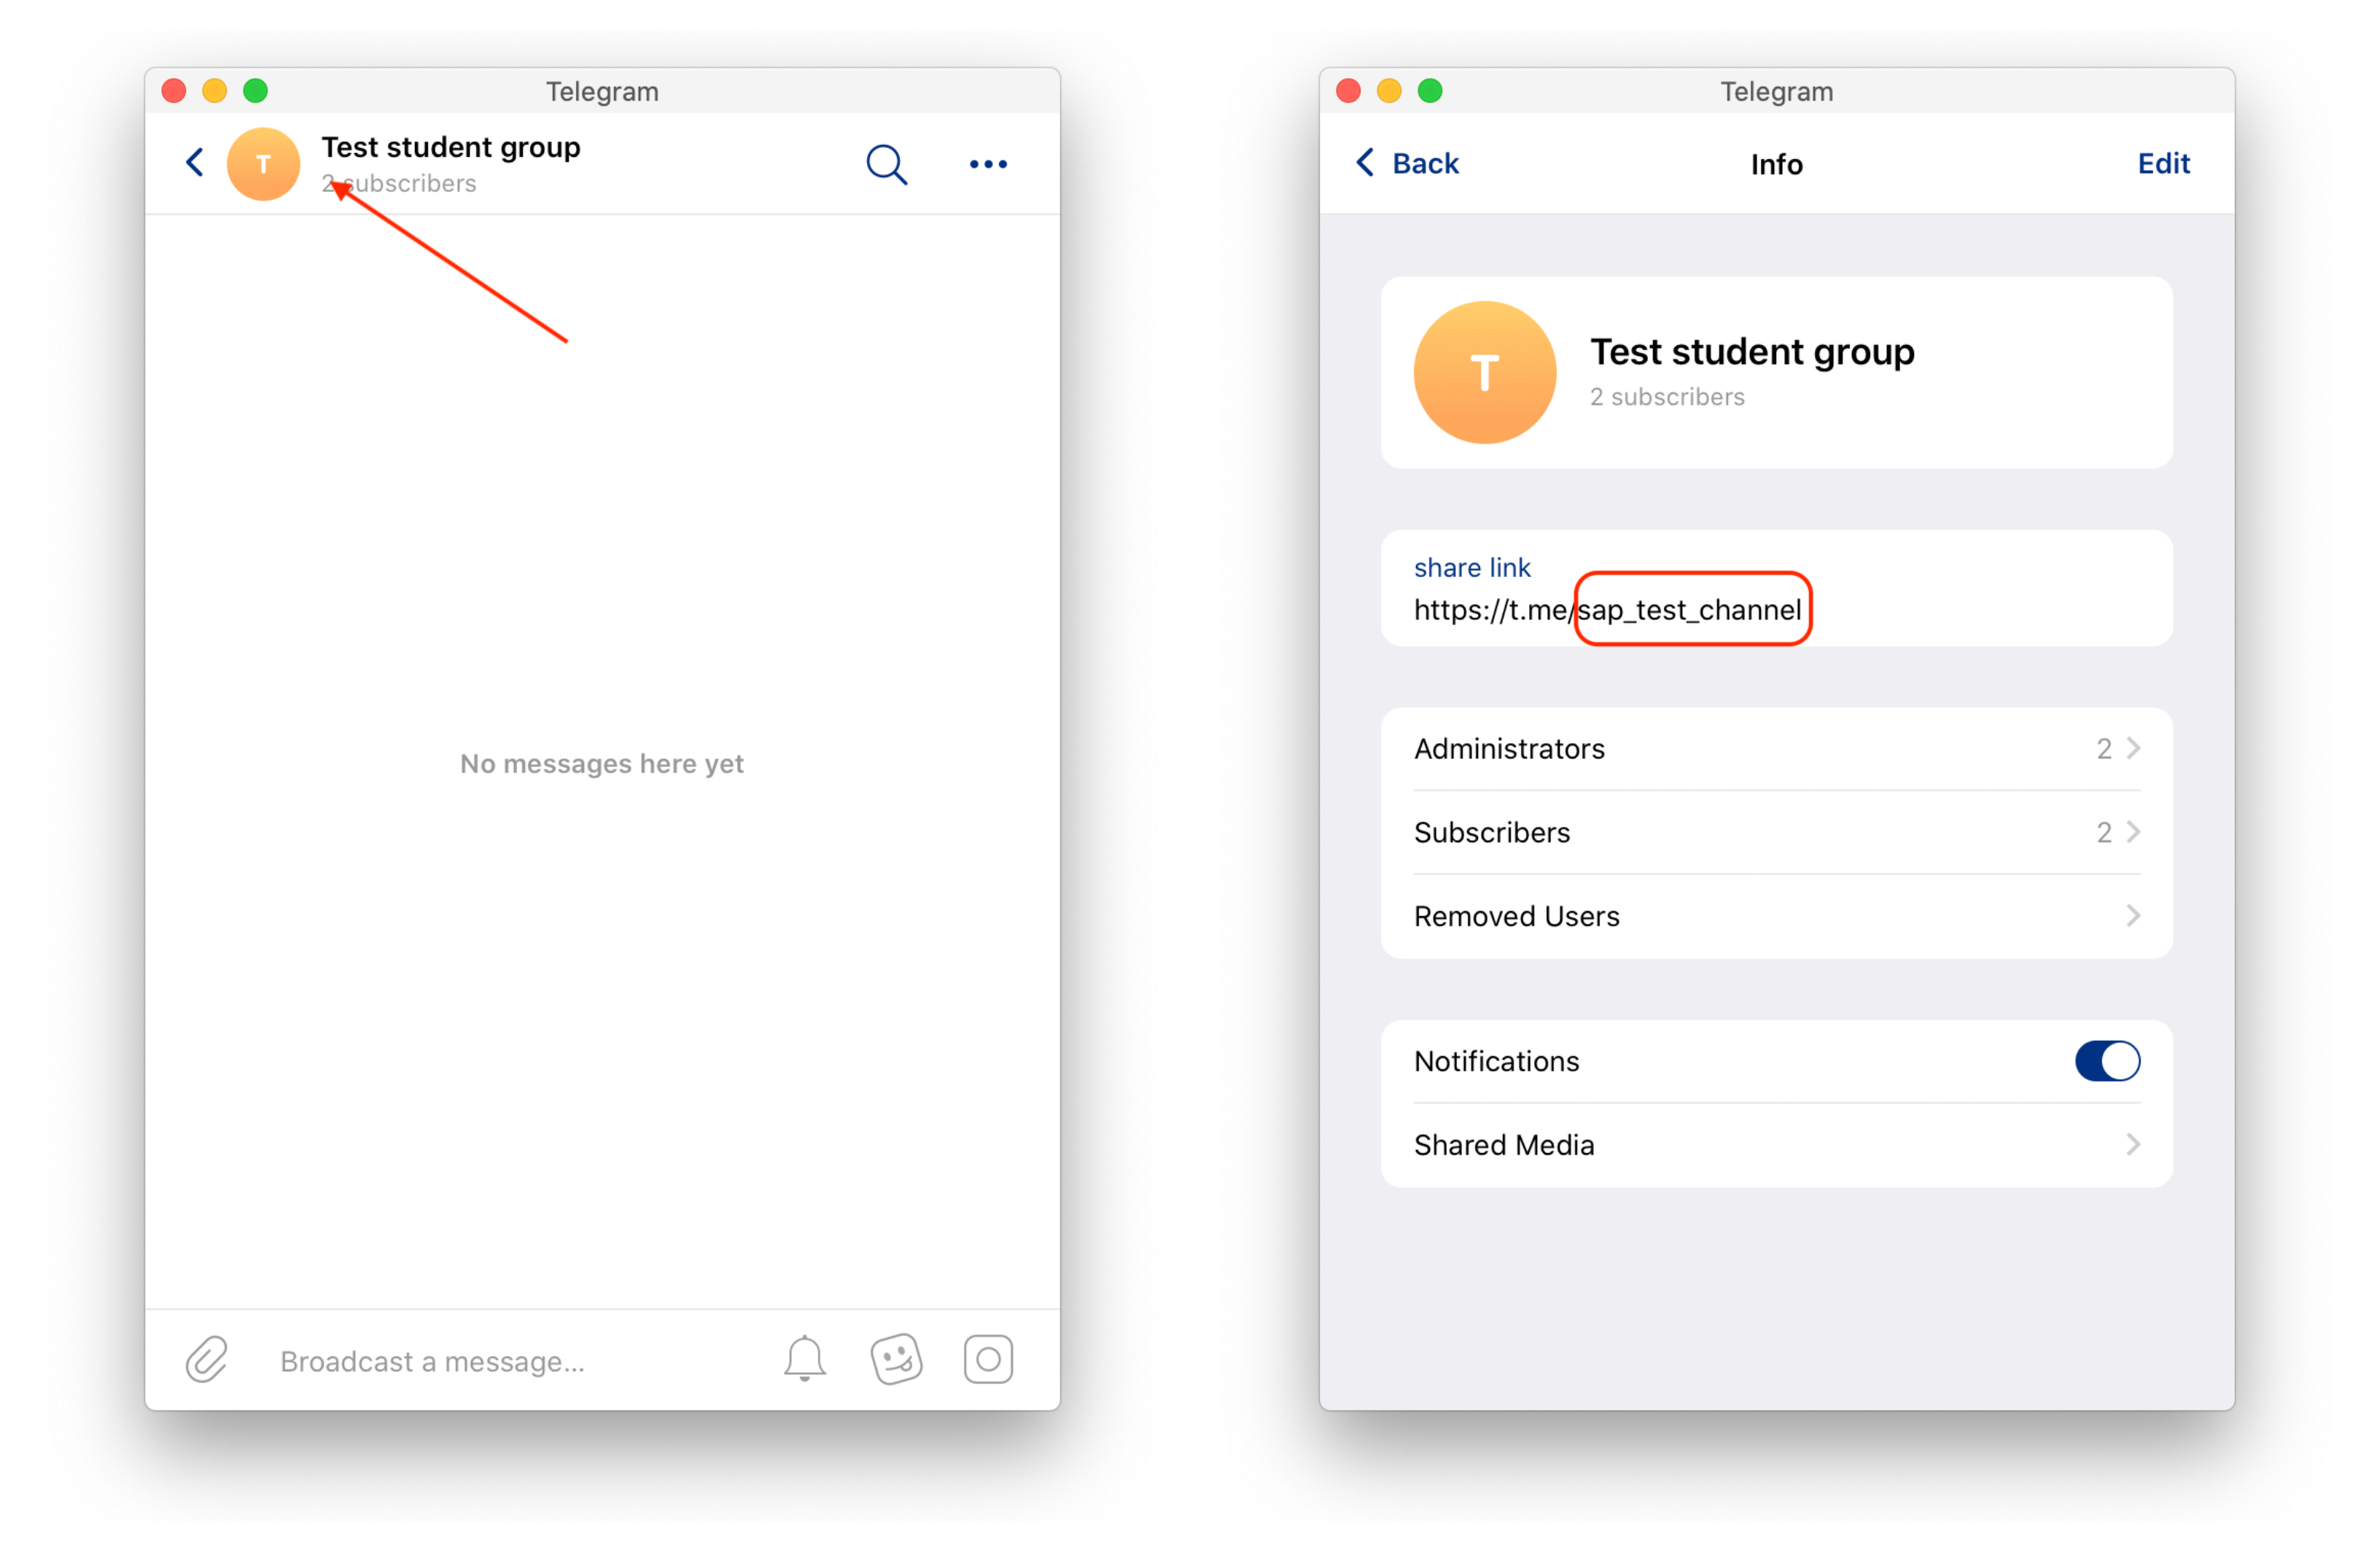 Telegram
T
Test student group
2 subscribers
No messages here yet
Broadcast a message...
Telegram
Back
Info
Edit
T
Test student group
2 subscribers
share link
https://t.me/sap_test_channel
Administrators 2
Subscribers 2
Removed Users
Notifications
Shared Media